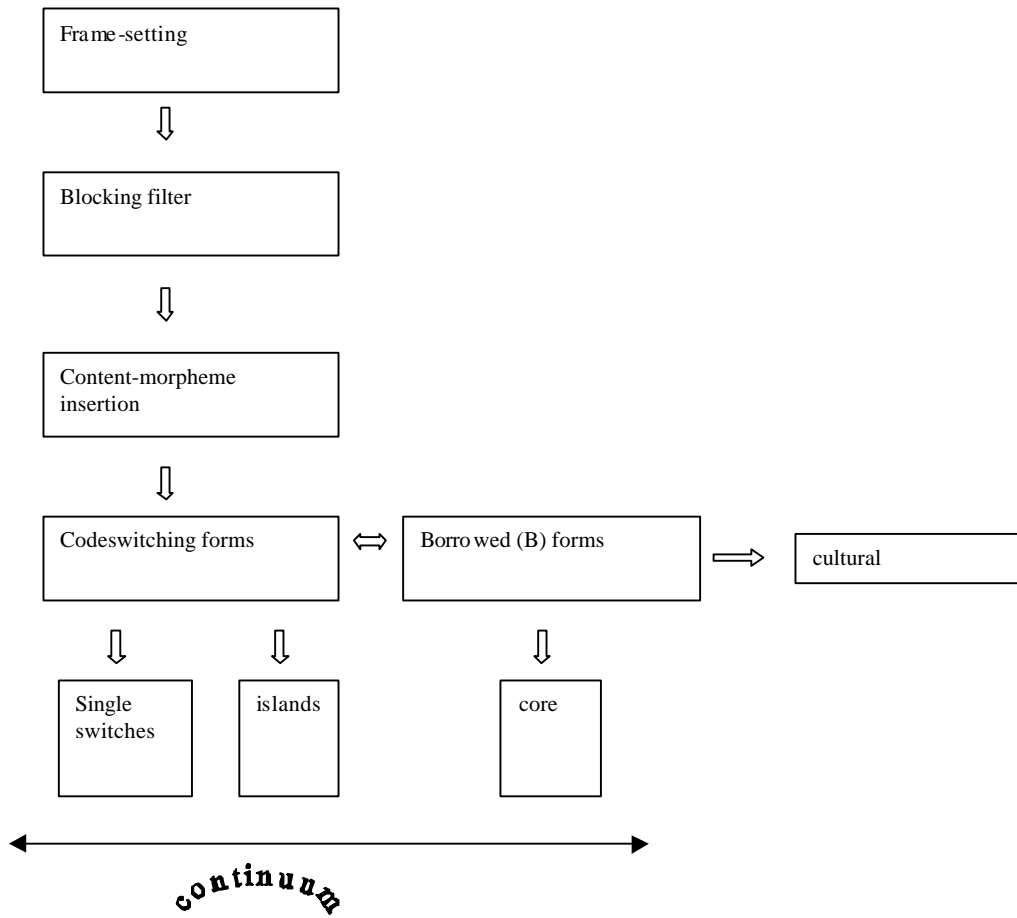 Frame-setting
Blocking filter
Content-morpheme
insertion
Codeswitching forms
Borrowed (B) forms
cultural
Single
switches
islands
core
continuum